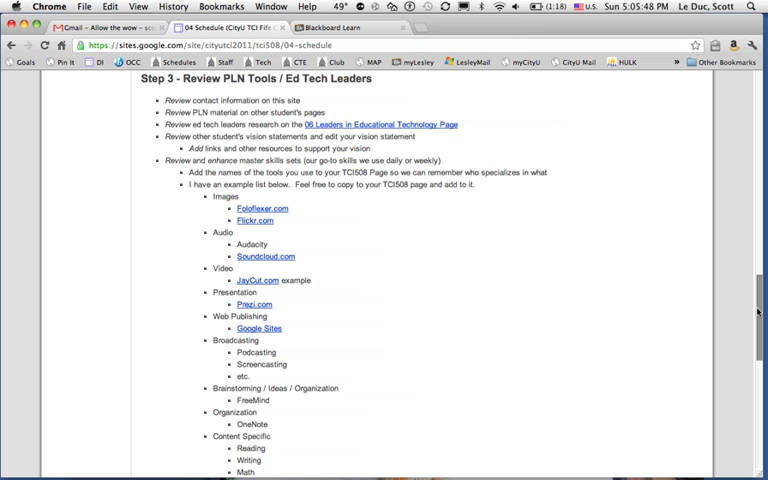 Chrome File Edit View History Bookmarks Window Help 49° (1:18) U.S. Sun 5:05:48 PM Le Duc, Scott
Gmail – Allow the wow – sc 04 Schedule (CityU TCI Fife Blackboard Learn
https://sites.google.com/site/cityutci2011/tci508/04-schedule
Goals Pin It DI OCC Schedules Staff Tech CTE Club MAP myLesley LesleyMail myCityU CityU Mail HULK » Other Bookmarks
Step 3 - Review PLN Tools / Ed Tech Leaders
Review contact information on this site
Review PLN material on other student's pages
Review ed tech leaders research on the 06 Leaders in Educational Technology Page
Review other student's vision statements and edit your vision statement
Add links and other resources to support your vision
Review and enhance master skills sets (our go-to skills we use daily or weekly)
Add the names of the tools you use to your TCI508 Page so we can remember who specializes in what
I have an example list below. Feel free to copy to your TCI508 page and add to it.
Images
Foloflexer.com
Flickr.com
Audio
Audacity
Soundcloud.com
Video
JayCut.com example
Presentation
Prezi.com
Web Publishing
Google Sites
Broadcasting
Podcasting
Screencasting
etc.
Brainstorming / Ideas / Organization
FreeMind
Organization
OneNote
Content Specific
Reading
Writing
Math